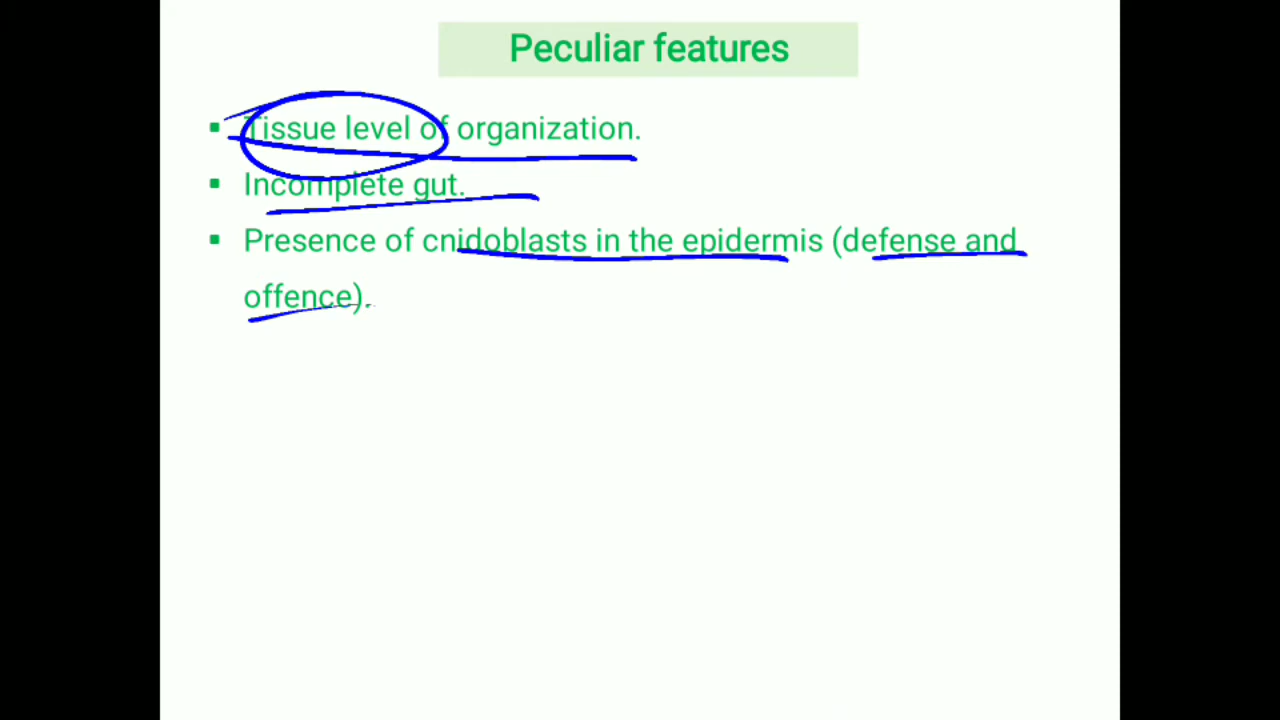 Peculiar features
▪ Tissue level of organization.
▪ Incomplete gut.
▪ Presence of cnidoblasts in the epidermis (defense and
offence).